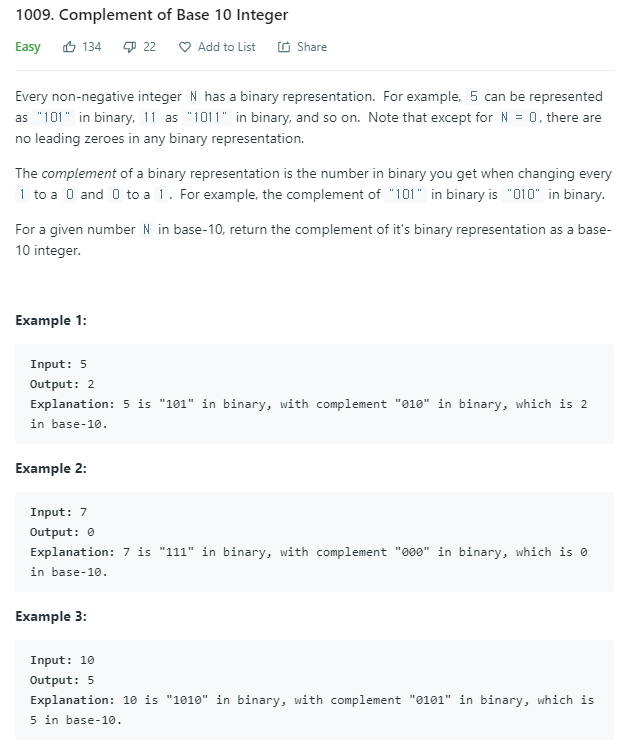 1009. Complement of Base 10 Integer
Easy 134 22 Add to List Share
Every non-negative integer N has a binary representation. For example, 5 can be represented
as "101" in binary, 11 as "1011" in binary, and so on. Note that except for N = 0, there are
no leading zeroes in any binary representation.
The complement of a binary representation is the number in binary you get when changing every
1 to a 0 and 0 to a 1. For example, the complement of "101" in binary is "010" in binary.
For a given number N in base-10, return the complement of it's binary representation as a base-
10 integer.
Example 1:
Input: 5
Output: 2
Explanation: 5 is "101" in binary, with complement "010" in binary, which is 2
in base-10.
Example 2:
Input: 7
Output: 0
Explanation: 7 is "111" in binary, with complement "000" in binary, which is 0
in base-10.
Example 3:
Input: 10
Output: 5
Explanation: 10 is "1010" in binary, with complement "0101" in binary, which is
5 in base-10.